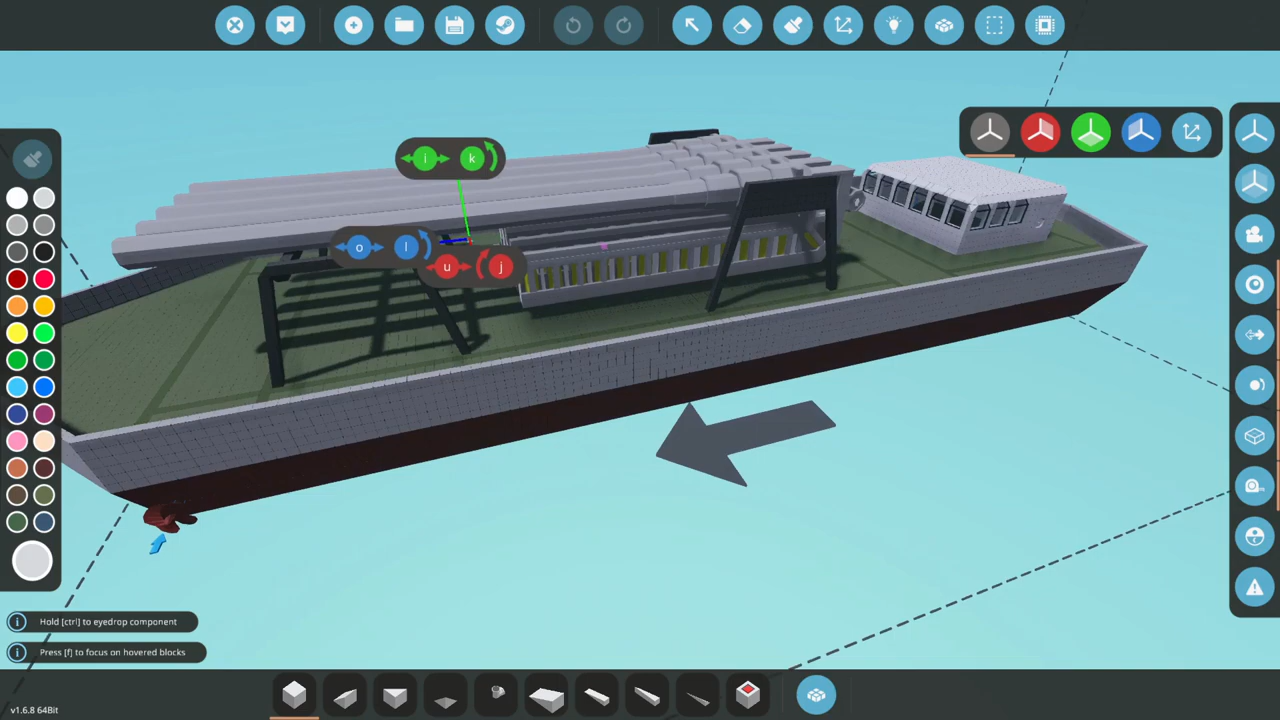 i
k
o
l
u
j
Hold [ctrl] to eyedrop component
Press [f] to focus on hovered blocks
v1.6.8 64Bit